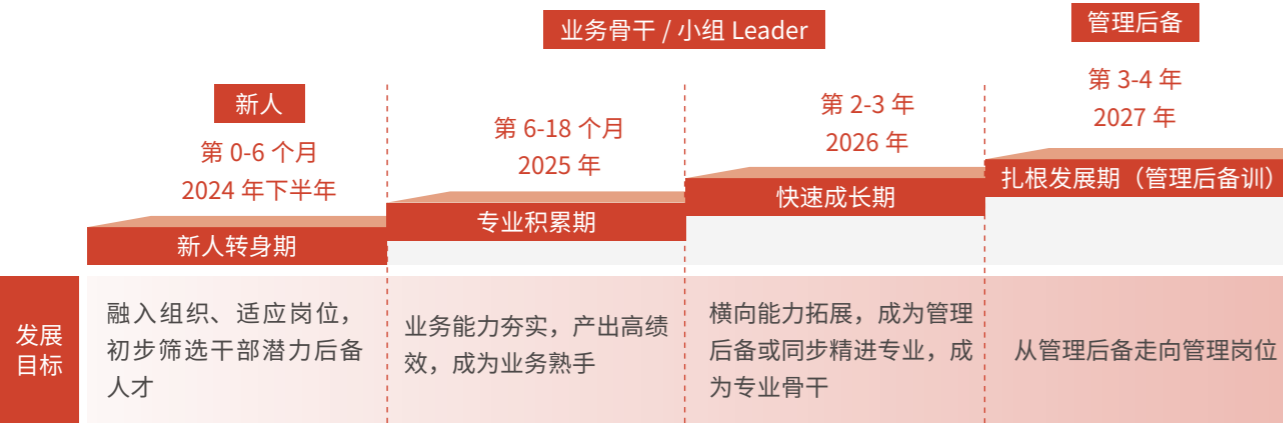 业务骨干 / 小组 Leader
管理后备
新人
第 0-6 个月
2024 年下半年
第 6-18 个月
2025 年
第 2-3 年
2026 年
第 3-4 年
2027 年
新人转身期
专业积累期
快速成长期
扎根发展期（管理后备训）
发展
目标
融入组织、适应岗位，
初步筛选干部潜力后备
人才
业务能力夯实，产出高绩
效，成为业务熟手
横向能力拓展，成为管理
后备或同步精进专业，成
为专业骨干
从管理后备走向管理岗位